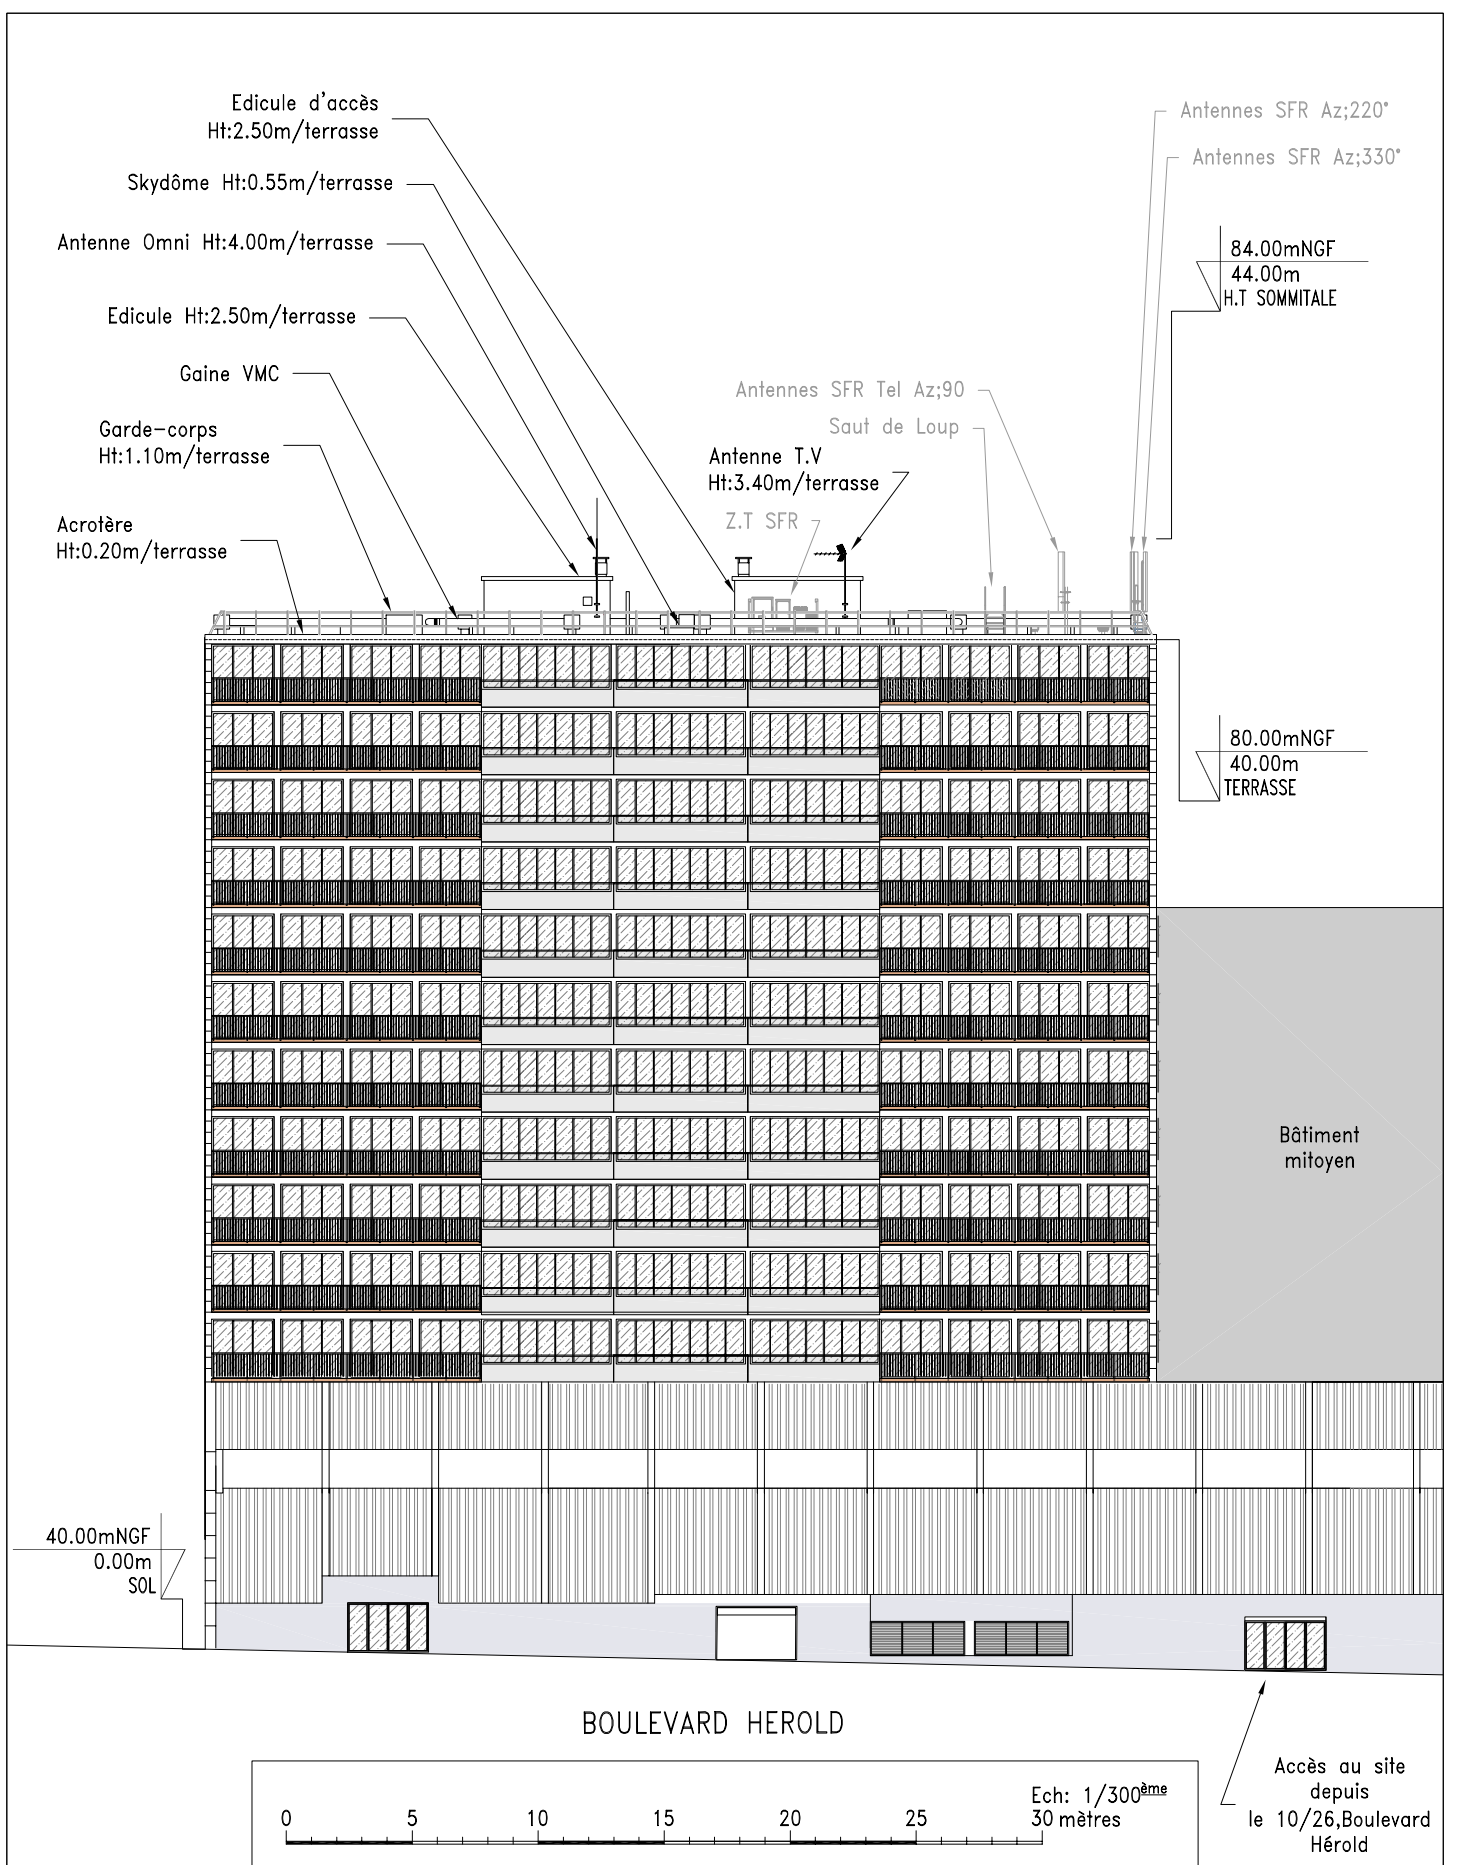 Edicule d'accès
Ht:2.50m/terrasse
Antennes SFR Az;220°
Antennes SFR Az;330°
Skydôme Ht:0.55m/terrasse
Antenne Omni Ht:4.00m/terrasse
84.00mNGF
44.00m
H.T SOMMITALE
Edicule Ht:2.50m/terrasse
Gaine VMC
Antennes SFR Tel Az;90
Saut de Loup
Garde-corps
Ht:1.10m/terrasse
Antenne T.V
Ht:3.40m/terrasse
Z.T SFR
Acrotère
Ht:0.20m/terrasse
80.00mNGF
40.00m
TERRASSE
Bâtiment
mitoyen
40.00mNGF
0.00m
SOL
BOULEVARD HEROLD
Accès au site
depuis
le 10/26,Boulevard
Hérold
Ech: 1/300ème
0 5 10 15 20 25 30 mètres